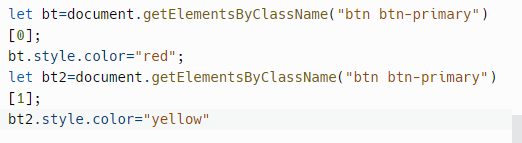 let bt=document.getElementsByClassName("btn btn-primary")
[0];
bt.style.color="red";
let bt2=document.getElementsByClassName("btn btn-primary")
[1];
bt2.style.color="yellow"